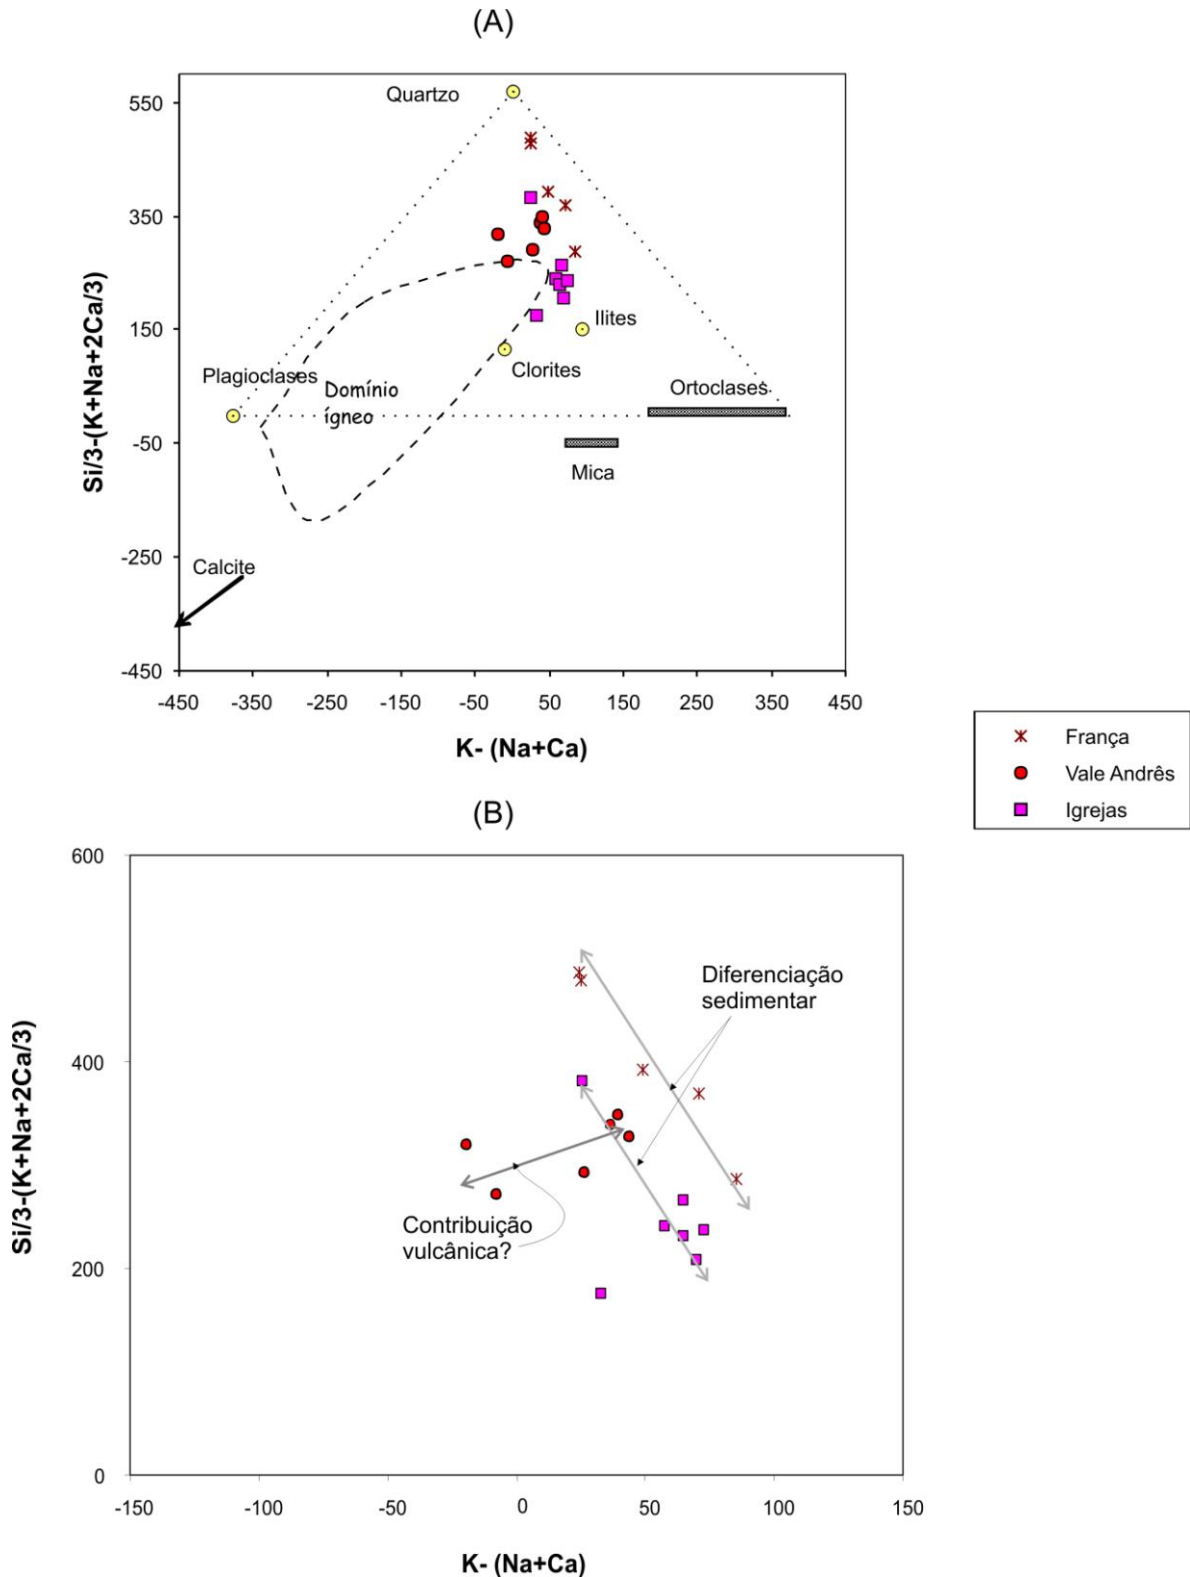 (A)
550
350
150
-50
-250
-450
Si/3-(K+Na+2Ca/3)
Quartzo
Plagioclases
Domínio
ígneo
Ilites
Clorites
Ortoclases
Mica
Calcite
-450
-350
-250
-150
-50
50
150
250
350
450
K- (Na+Ca)
França
Vale Andrês
Igrejas
(B)
600
400
200
0
Si/3-(K+Na+2Ca/3)
Diferenciação
sedimentar
Contribuição
vulcânica?
-150
-100
-50
0
50
100
150
K- (Na+Ca)